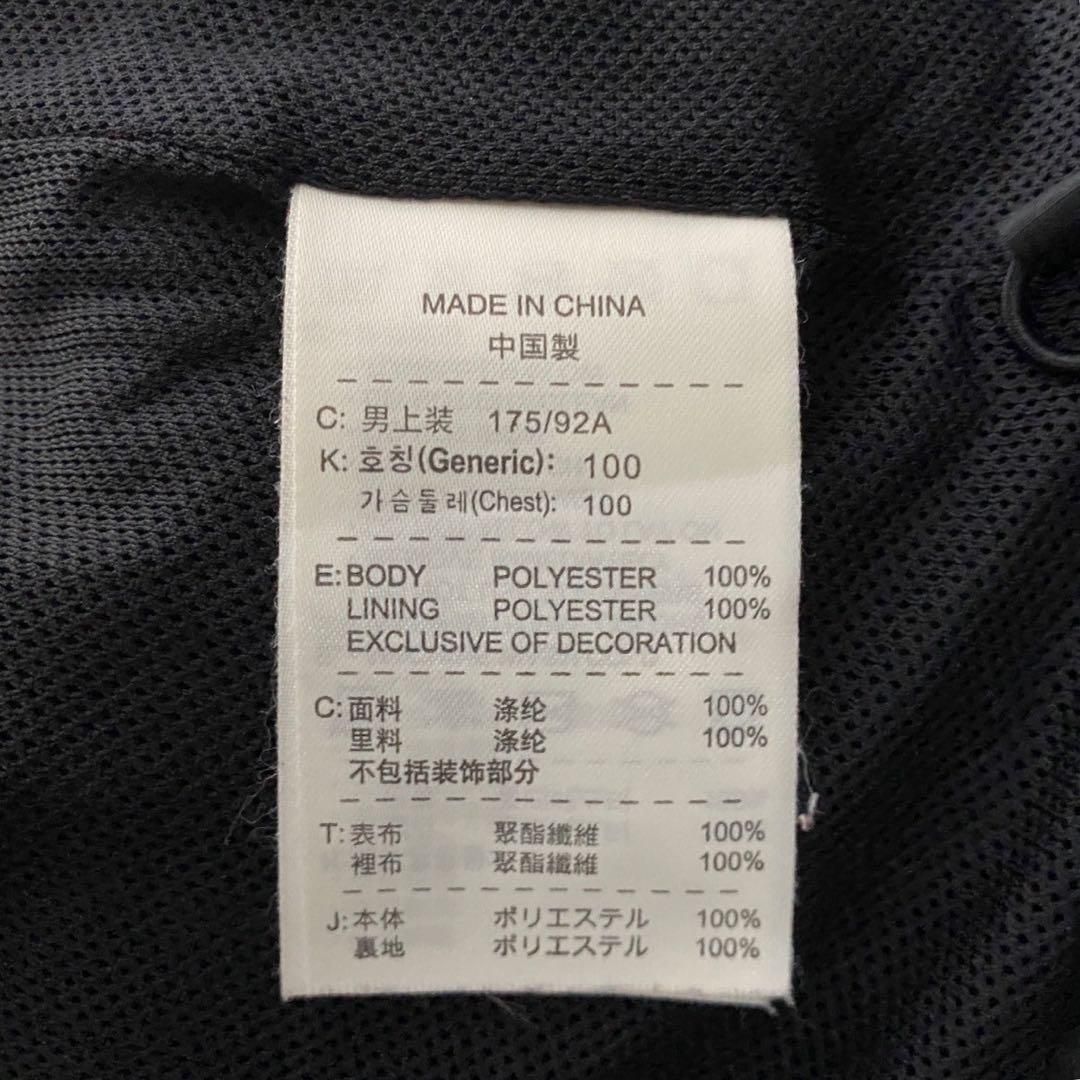 MADE IN CHINA
中国製
C: 男上装 175/92A
K: 호칭(Generic): 100
가슴둘레(Chest): 100
E: BODY POLYESTER 100%
LINING POLYESTER 100%
EXCLUSIVE OF DECORATION
C: 面料 涤纶 100%
里料 涤纶 100%
不包括装饰部分
T: 表布 聚酯纖維 100%
裡布 聚酯纖維 100%
J: 本体 ポリエステル 100%
裏地 ポリエステル 100%